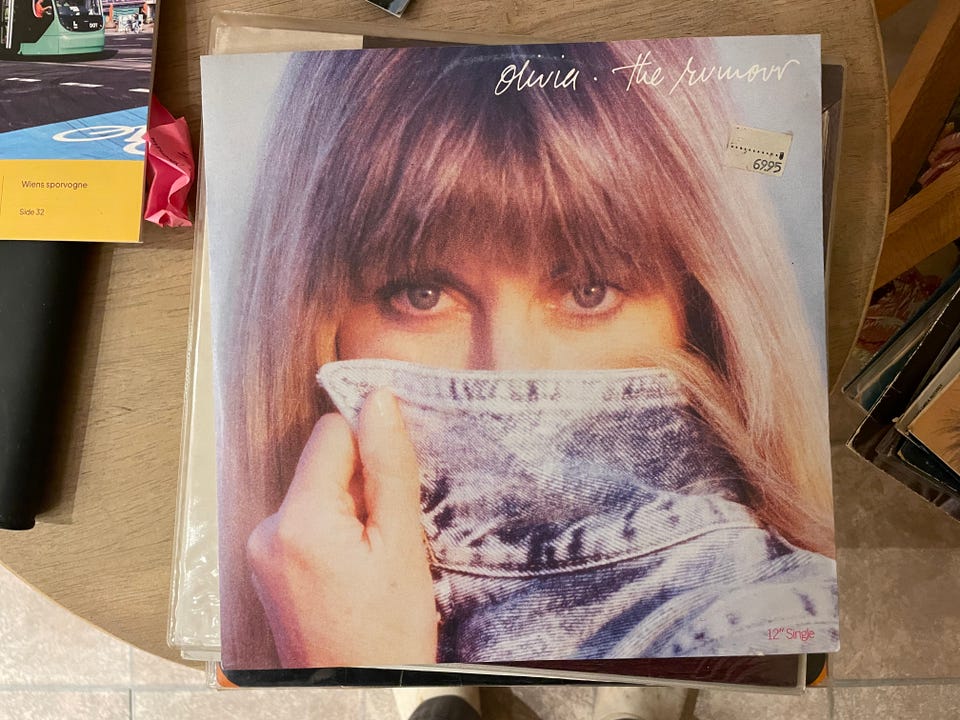 olivia · the rumour
6995
Wiens sporvogne
Side 32
12" Single